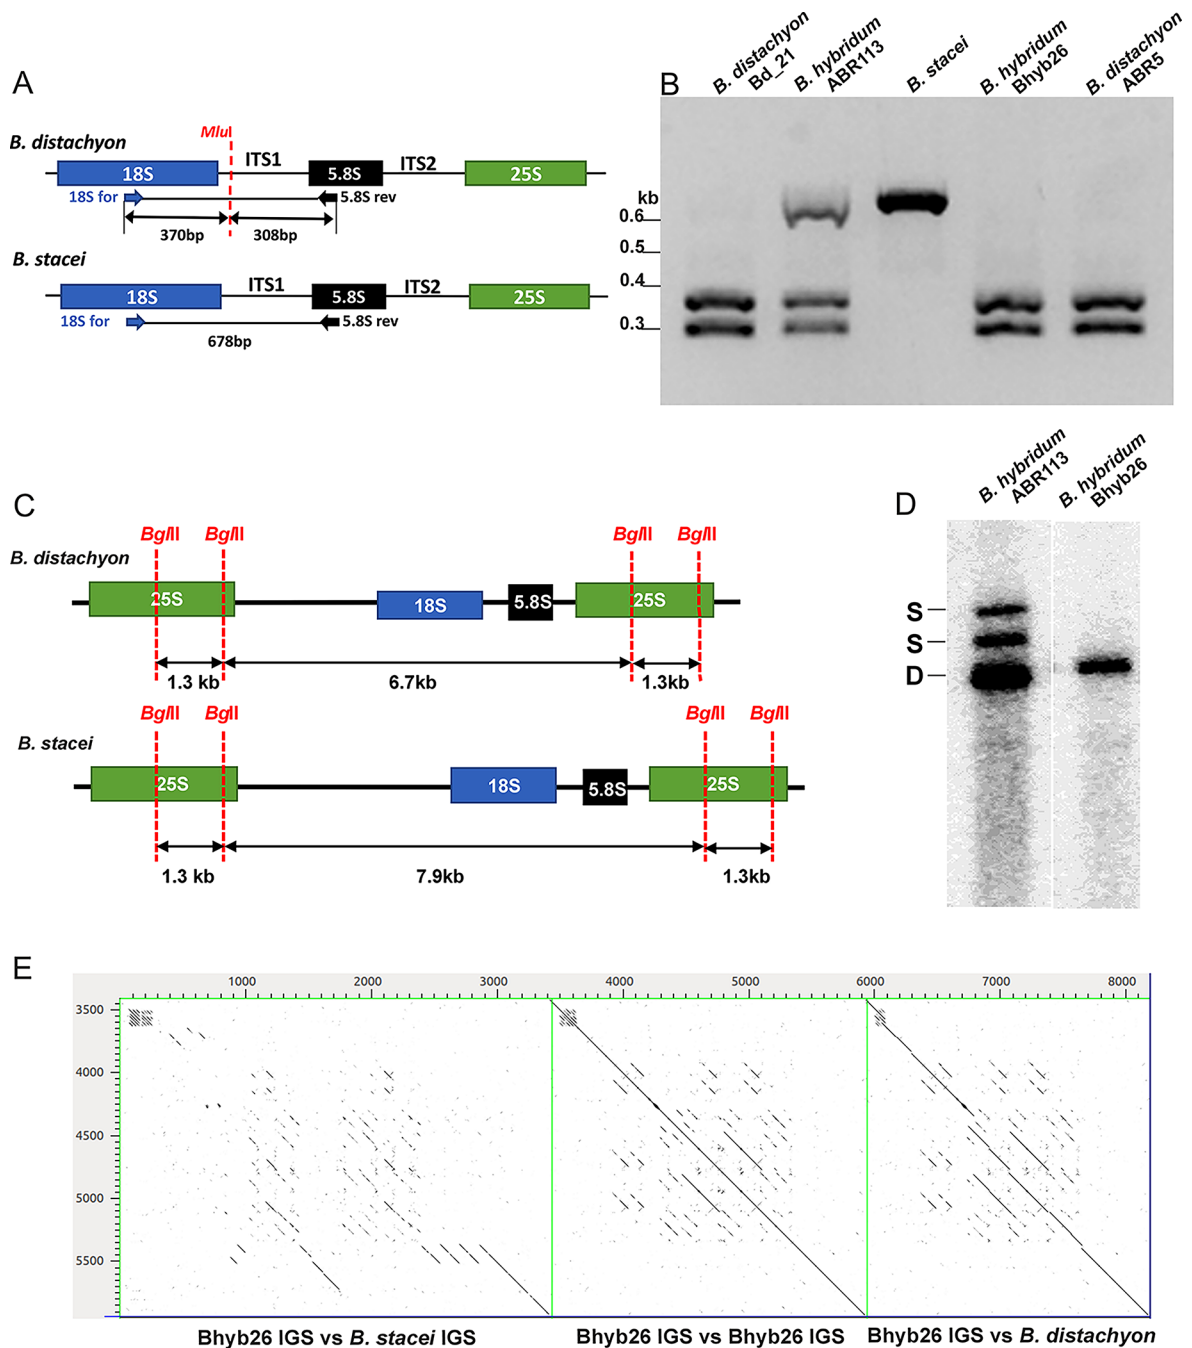 A
B. distachyon
MluI
18S
ITS1
5.8S
ITS2
25S
18S for
5.8S rev
370bp
308bp
B. stacei
18S
ITS1
5.8S
ITS2
25S
18S for
5.8S rev
678bp
B
B. distachyon
Bd_21
B. hybridum
ABR113
B. stacei
B. hybridum
Bhyb26
B. distachyon
ABR5
kb
0.6
0.5
0.4
0.3
C
BglII
BglII
BglII
BglII
B. distachyon
25S
18S
5.8S
25S
1.3 kb
6.7kb
1.3kb
BglII
BglII
BglII
BglII
B. stacei
25S
18S
5.8S
25S
1.3 kb
7.9kb
1.3kb
D
B. hybridum
ABR113
B. hybridum
Bhyb26
S
S
D
E
1000 2000 3000 4000 5000 6000 7000 8000
3500
4000
4500
5000
5500
Bhyb26 IGS vs B. stacei IGS
Bhyb26 IGS vs Bhyb26 IGS
Bhyb26 IGS vs B. distachyon